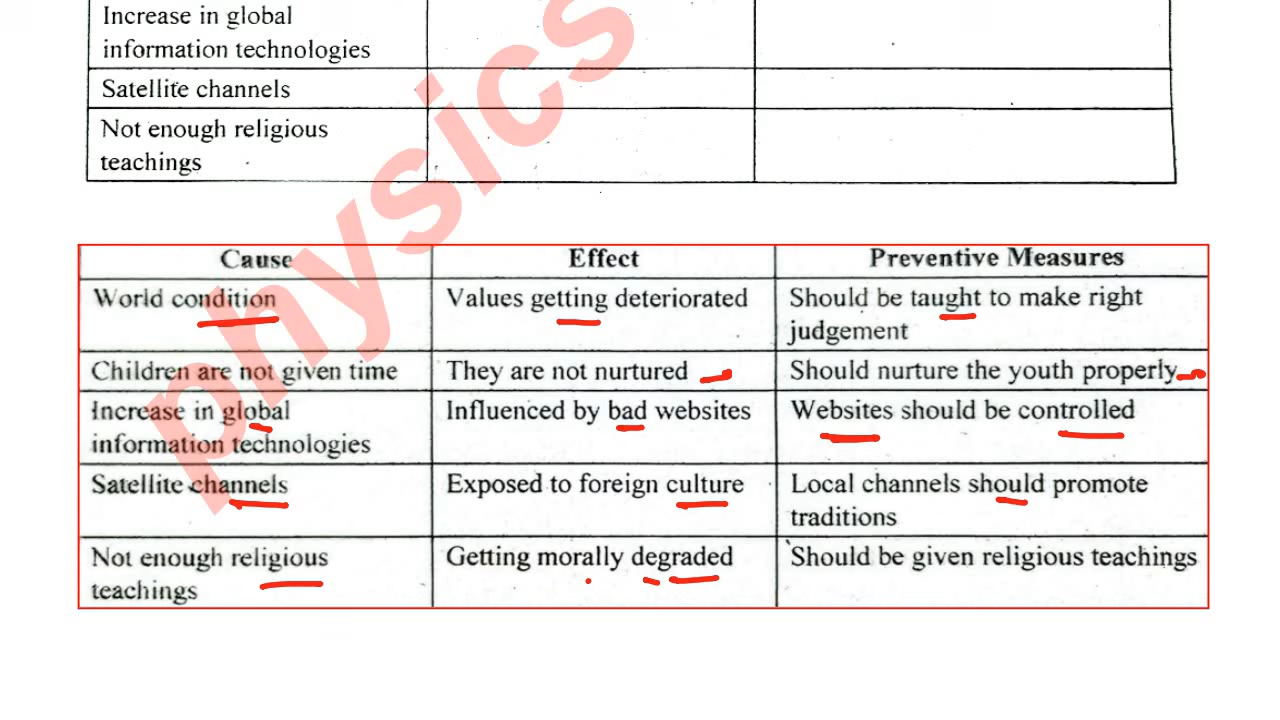 Increase in global
information technologies
Satellite channels
Not enough religious
teachings
physics
Cause Effect Preventive Measures
World condition Values getting deteriorated Should be taught to make right
judgement
Children are not given time They are not nurtured Should nurture the youth properly
Increase in global Influenced by bad websites Websites should be controlled
information technologies
Satellite channels Exposed to foreign culture Local channels should promote
traditions
Not enough religious Getting morally degraded Should be given religious teachings
teachings